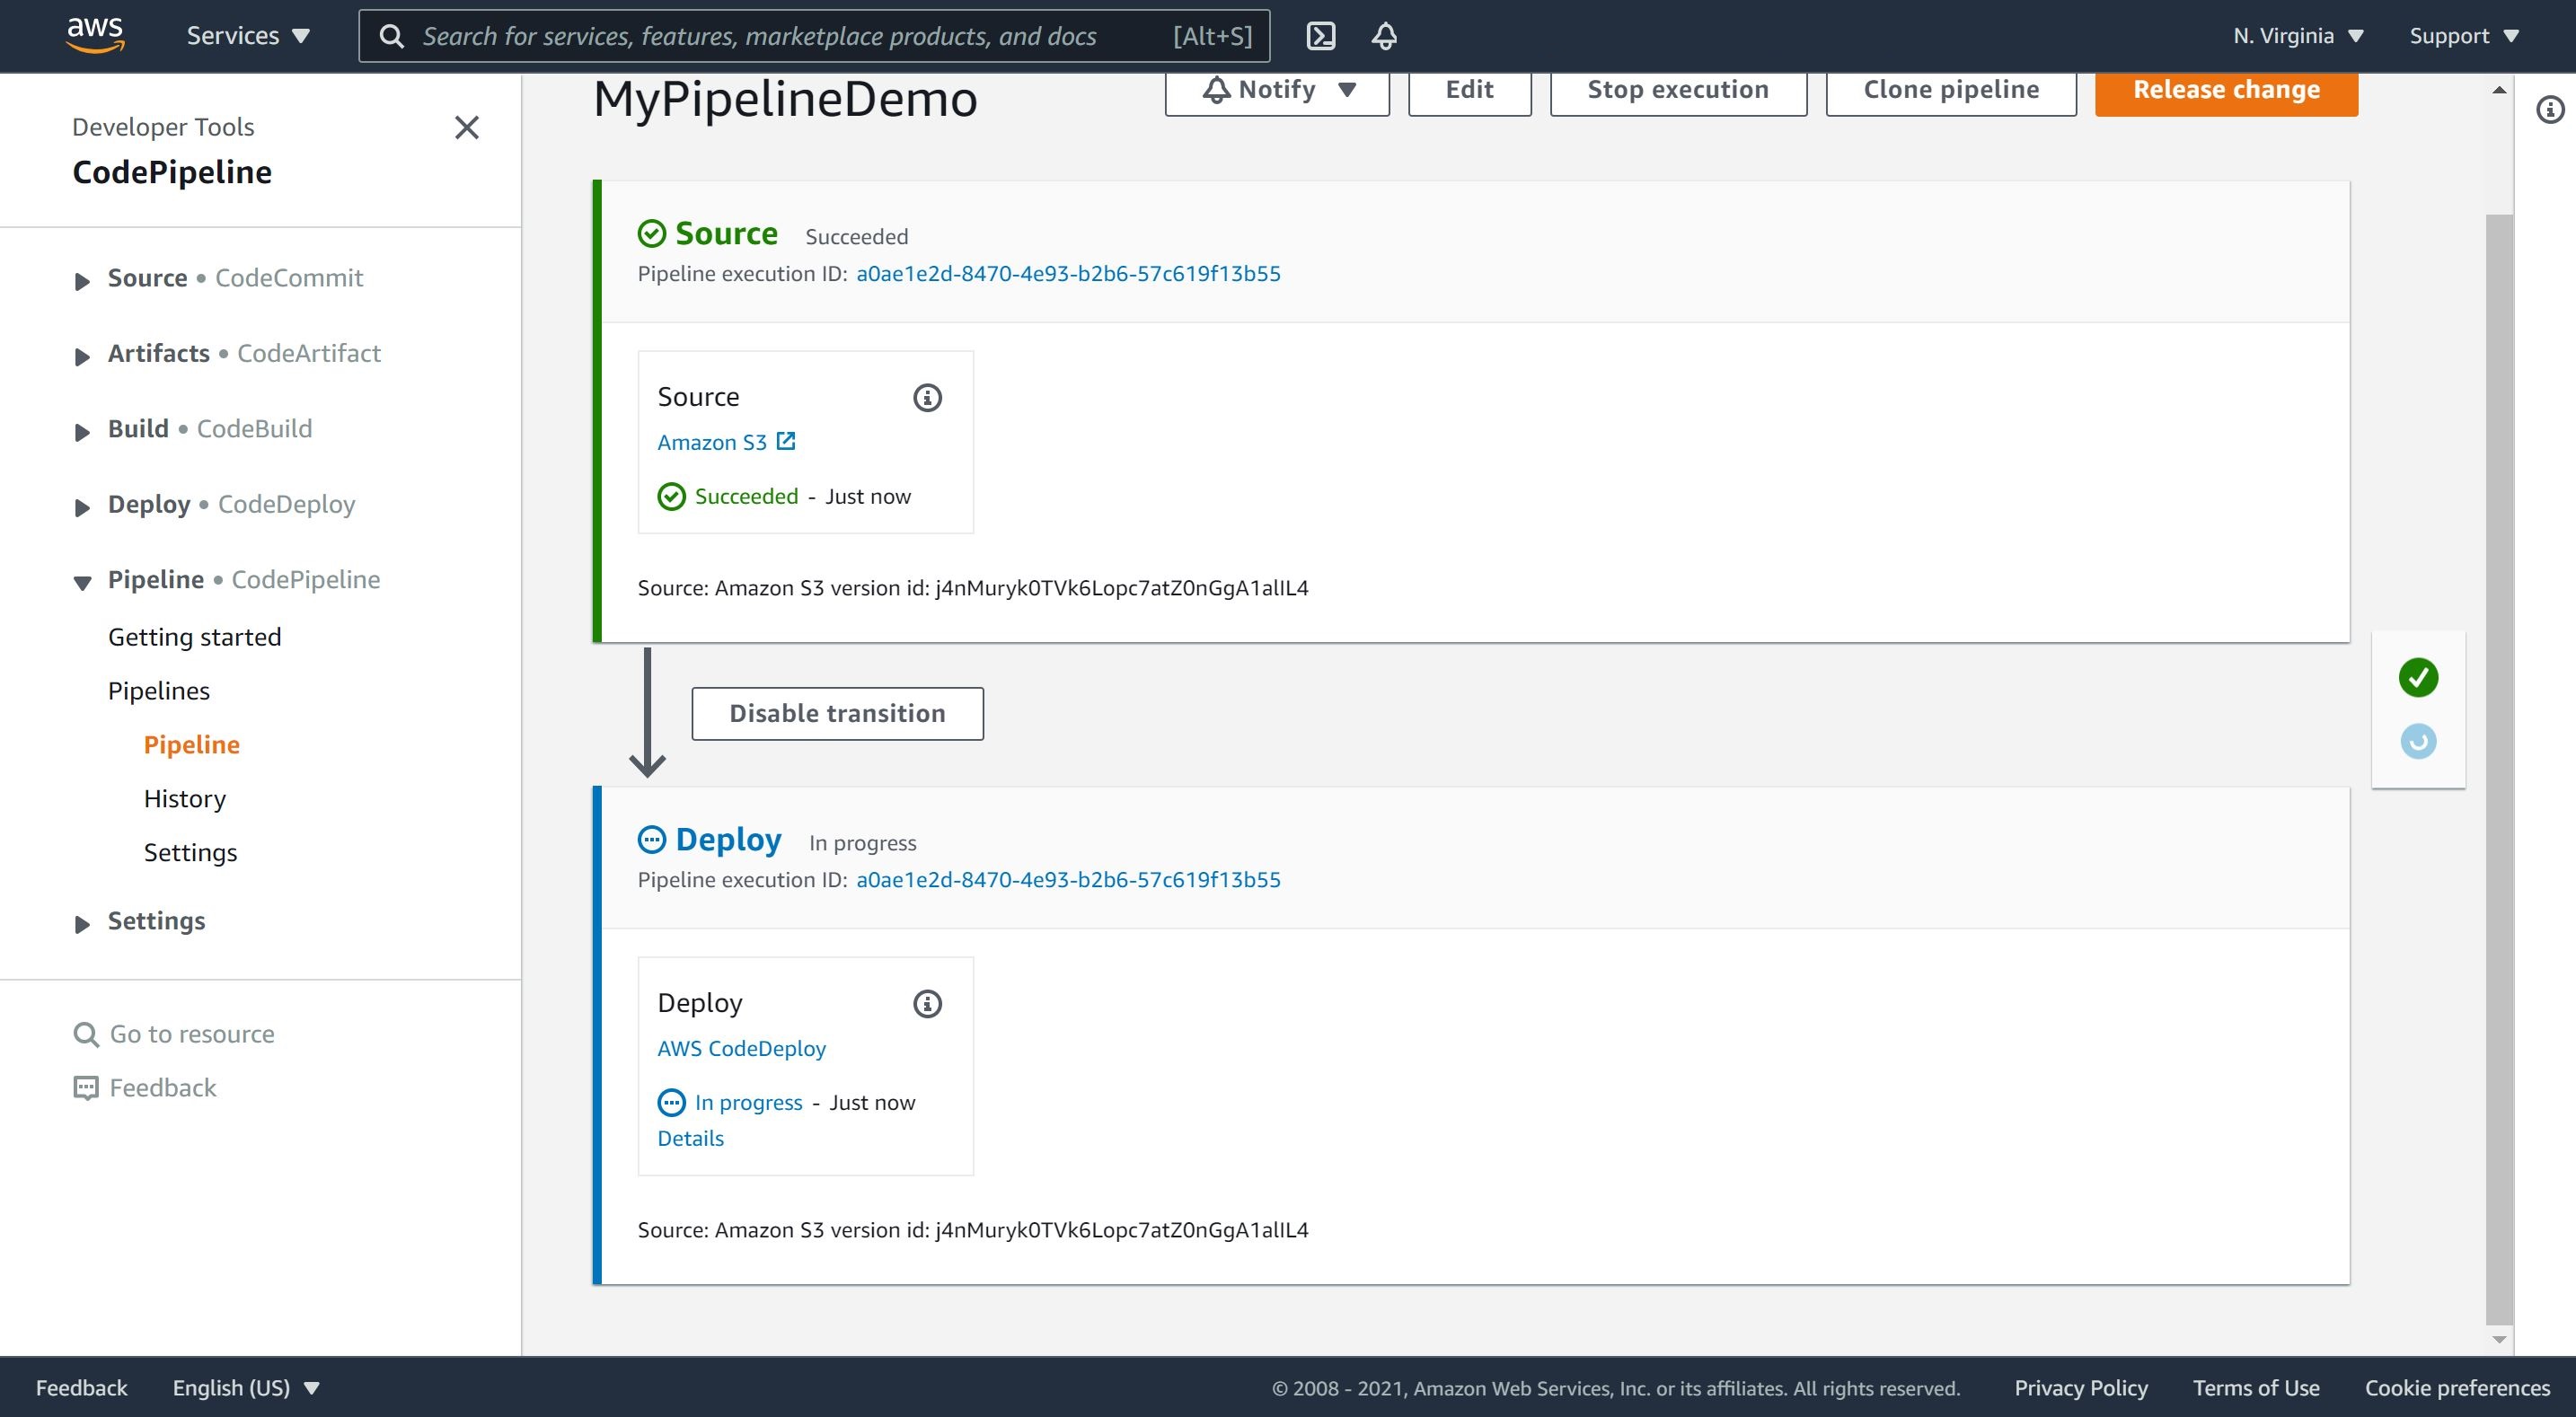 aws
Services
Search for services, features, marketplace products, and docs [Alt+S]
N. Virginia
Support
Developer Tools
CodePipeline
Source • CodeCommit
Artifacts • CodeArtifact
Build • CodeBuild
Deploy • CodeDeploy
Pipeline • CodePipeline
Getting started
Pipelines
Pipeline
History
Settings
Settings
Go to resource
Feedback
MyPipelineDemo
Notify
Edit
Stop execution
Clone pipeline
Release change
Source Succeeded
Pipeline execution ID: a0ae1e2d-8470-4e93-b2b6-57c619f13b55
Source
Amazon S3
Succeeded - Just now
Source: Amazon S3 version id: j4nMuryk0TVk6Lopc7atZ0nGgA1alIL4
Disable transition
Deploy In progress
Pipeline execution ID: a0ae1e2d-8470-4e93-b2b6-57c619f13b55
Deploy
AWS CodeDeploy
In progress - Just now
Details
Source: Amazon S3 version id: j4nMuryk0TVk6Lopc7atZ0nGgA1alIL4
Feedback
English (US)
© 2008 - 2021, Amazon Web Services, Inc. or its affiliates. All rights reserved.
Privacy Policy
Terms of Use
Cookie preferences